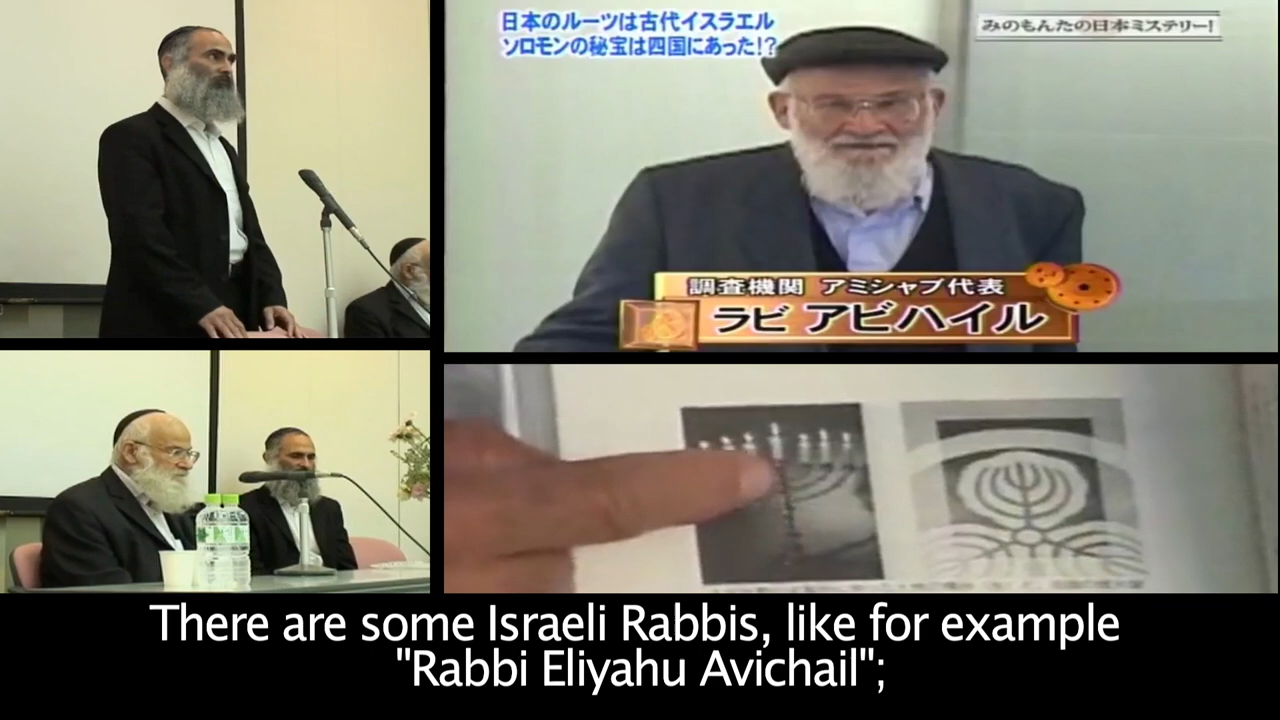 日本のルーツは古代イスラエル
ソロモンの秘宝は四国にあった!?
みのもんたの日本ミステリー!
調査機関 アミシャブ代表
ラビ アビハイル
There are some Israeli Rabbis, like for example
"Rabbi Eliyahu Avichail";